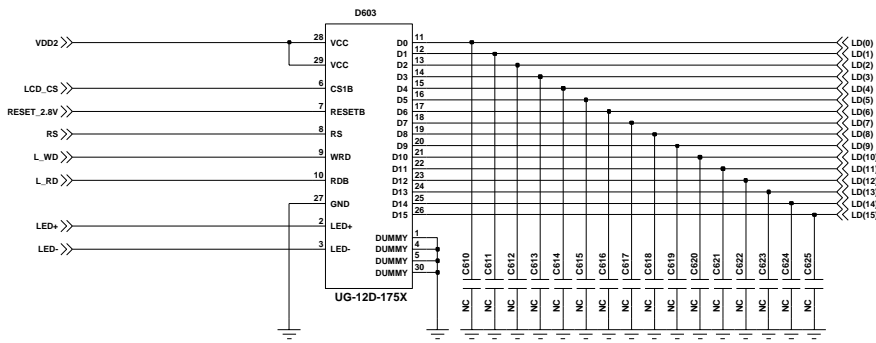 D603
VDD2 28 VCC D0 11 LD(0)
D1 12 LD(1)
29 VCC D2 13 LD(2)
D3 14 LD(3)
LCD_CS 6 CS1B D4 15 LD(4)
D5 16 LD(5)
RESET_2.8V 7 RESETB D6 17 LD(6)
D7 18 LD(7)
RS 8 RS D8 19 LD(8)
D9 20 LD(9)
L_WD 9 WRD D10 21 LD(10)
D11 22 LD(11)
L_RD 10 RDB D12 23 LD(12)
D13 24 LD(13)
27 GND D14 25 LD(14)
D15 26 LD(15)
LED+ 2 LED+
DUMMY 1
LED- 3 LED- DUMMY 4
DUMMY 5
DUMMY 30
C610 C611 C612 C613 C614 C615 C616 C617 C618 C619 C620 C621 C622 C623 C624 C625
NC NC NC NC NC NC NC NC NC NC NC NC NC NC NC NC
UG-12D-175X